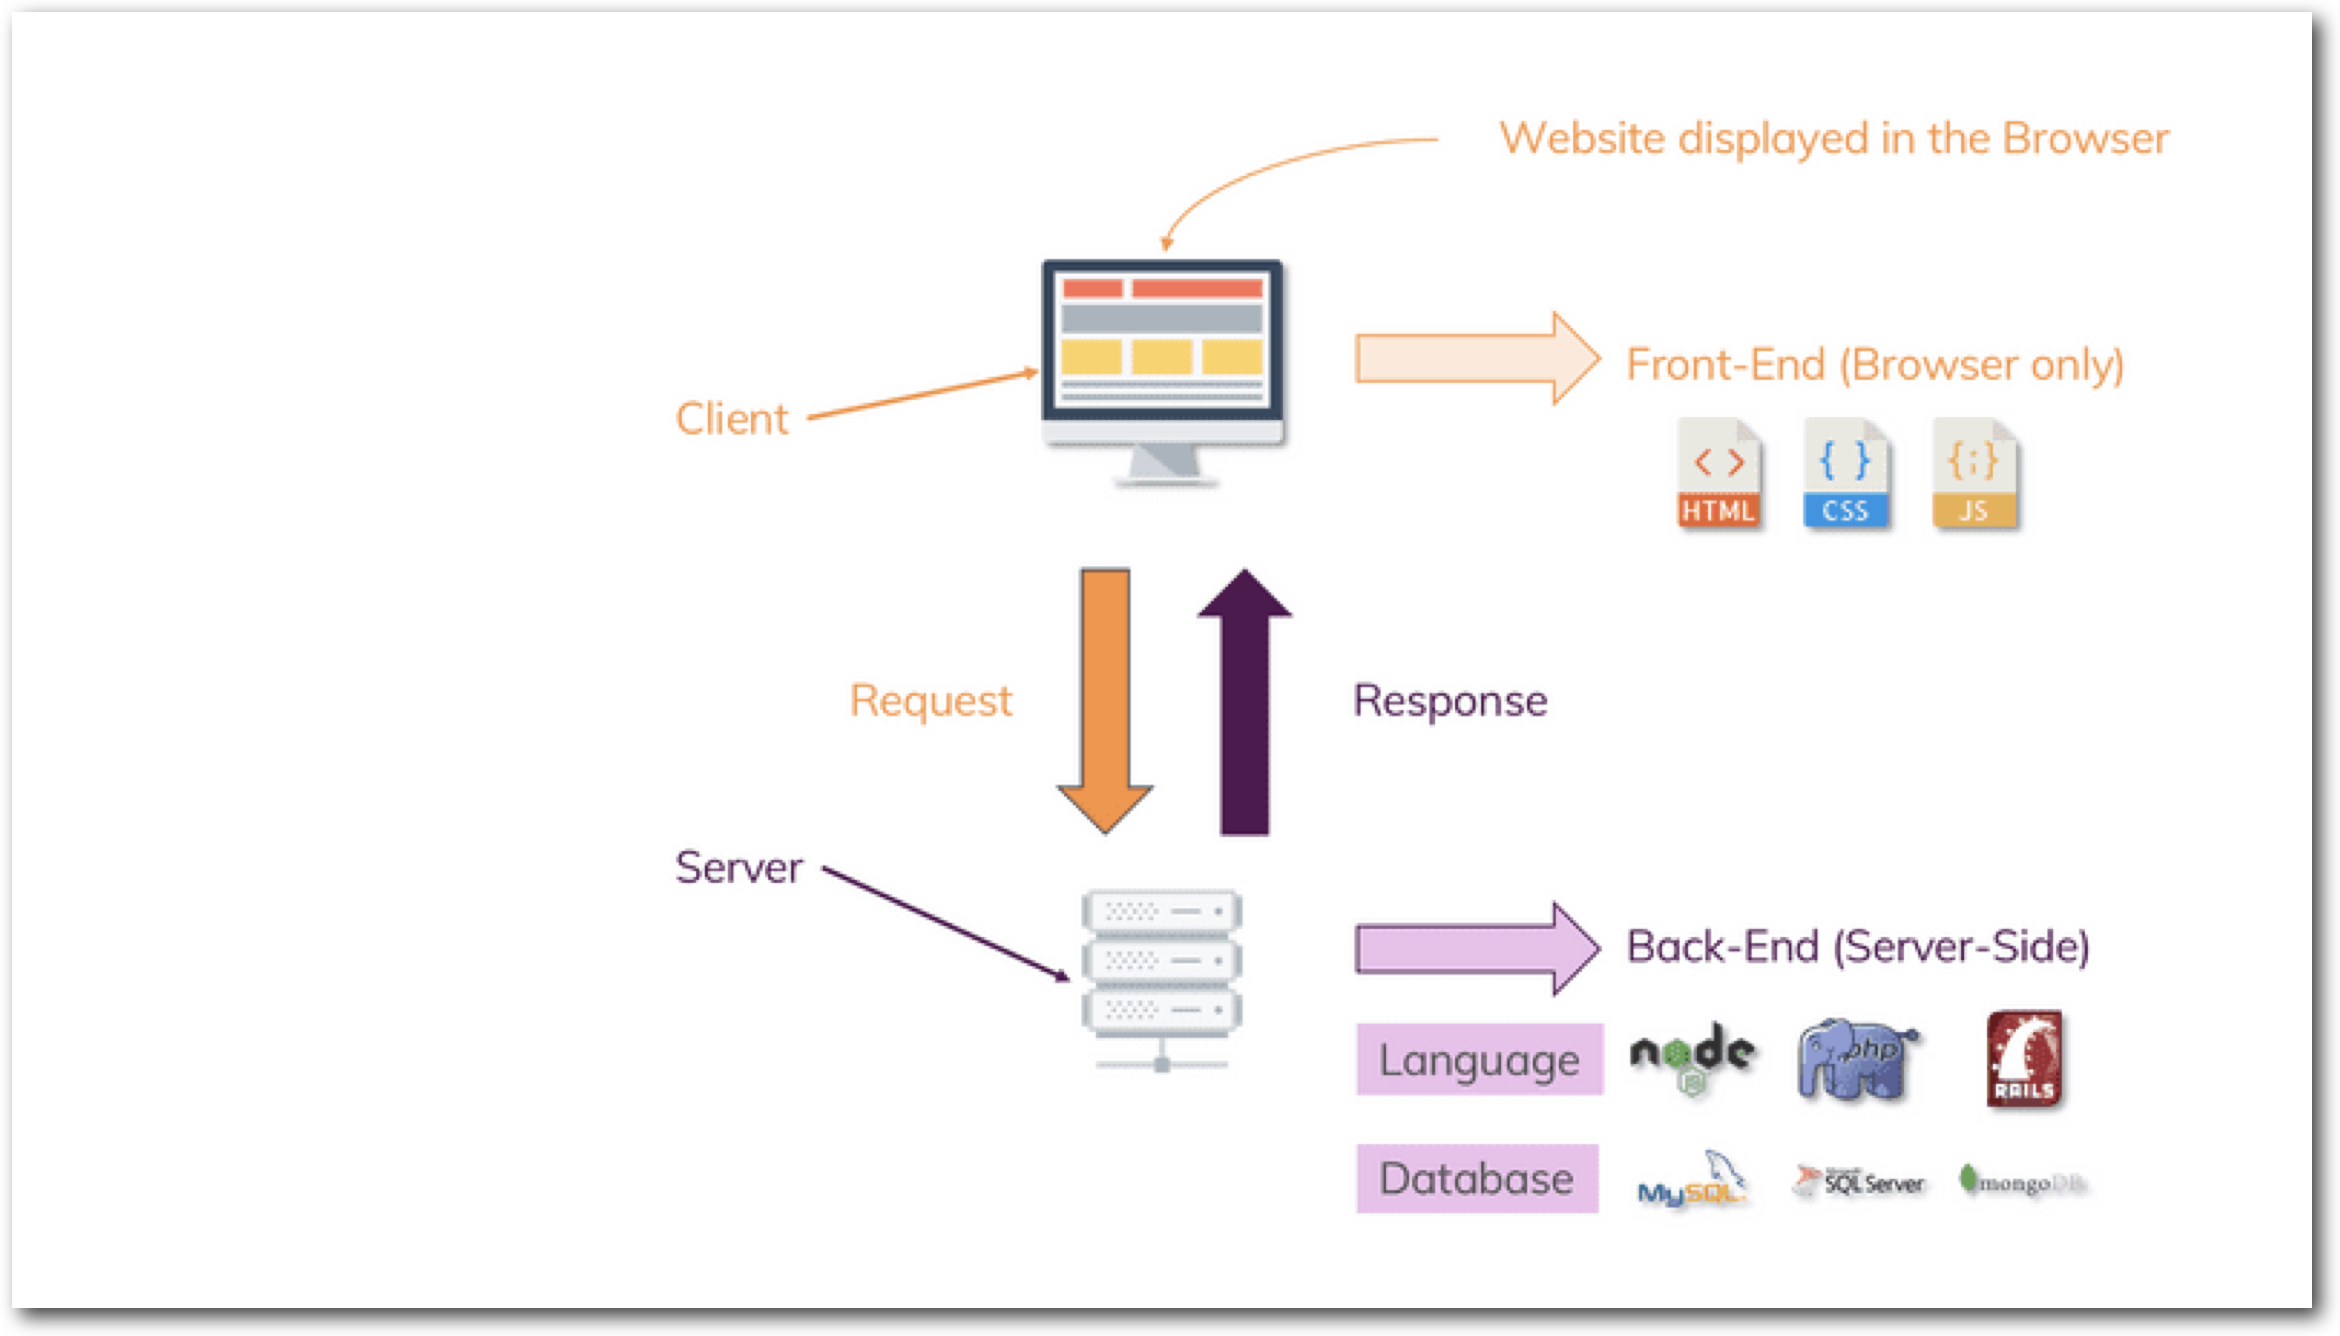 Website displayed in the Browser
Client
Front-End (Browser only)
< >
HTML
{ }
CSS
{;}
JS
Request
Response
Server
Back-End (Server-Side)
Language
node
JS
php
RAILS
Database
MySQL
SQL Server
mongoDB